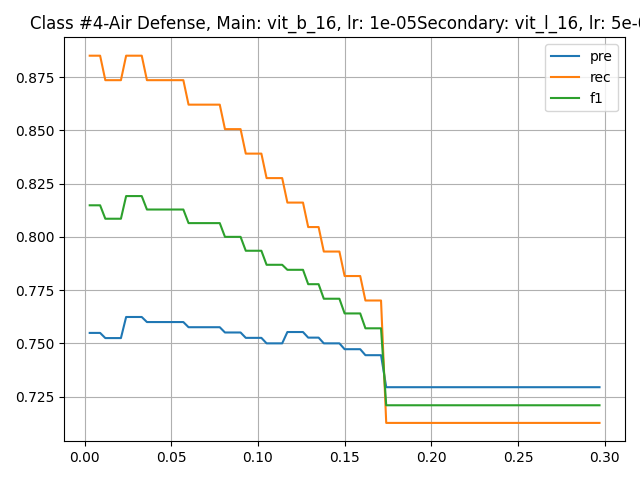 Class #4-Air Defense, Main: vit_b_16, lr: 1e-05Secondary: vit_l_16, lr: 5e-
pre
rec
f1
0.875
0.850
0.825
0.800
0.775
0.750
0.725
0.00 0.05 0.10 0.15 0.20 0.25 0.30